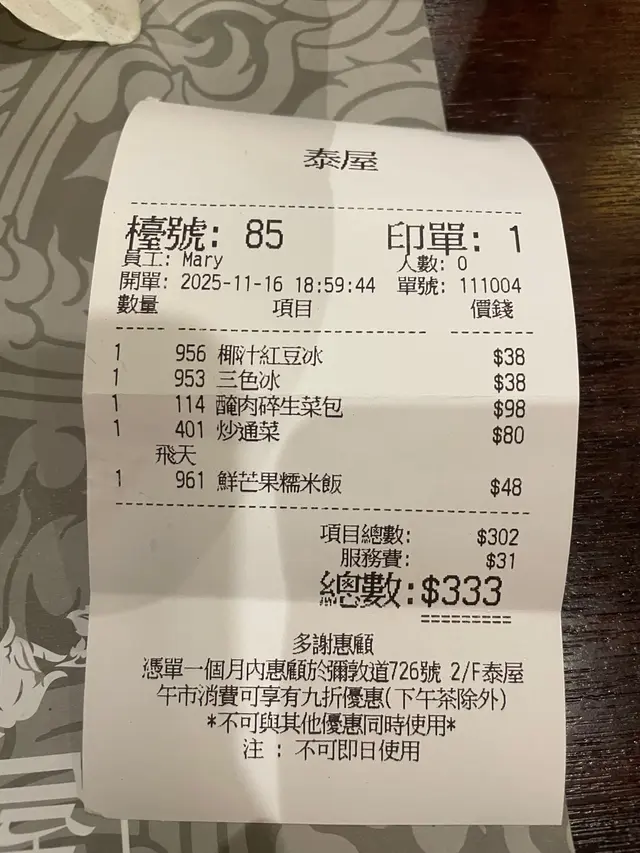 泰屋
檯號: 85 印單: 1
員工: Mary 人數: 0
開單: 2025-11-16 18:59:44 單號: 111004
數量 項目 價錢
1 956 椰汁紅豆冰 $38
1 953 三色冰 $38
1 114 醃肉碎生菜包 $98
1 401 炒通菜 $80
飛天
1 961 鮮芒果糯米飯 $48
項目總數: $302
服務費: $31
總數:$333
多謝惠顧
憑單一個月內惠顧於彌敦道726號 2/F泰屋
午市消費可享有九折優惠(下午茶除外)
*不可與其他優惠同時使用*
注 : 不可即日使用